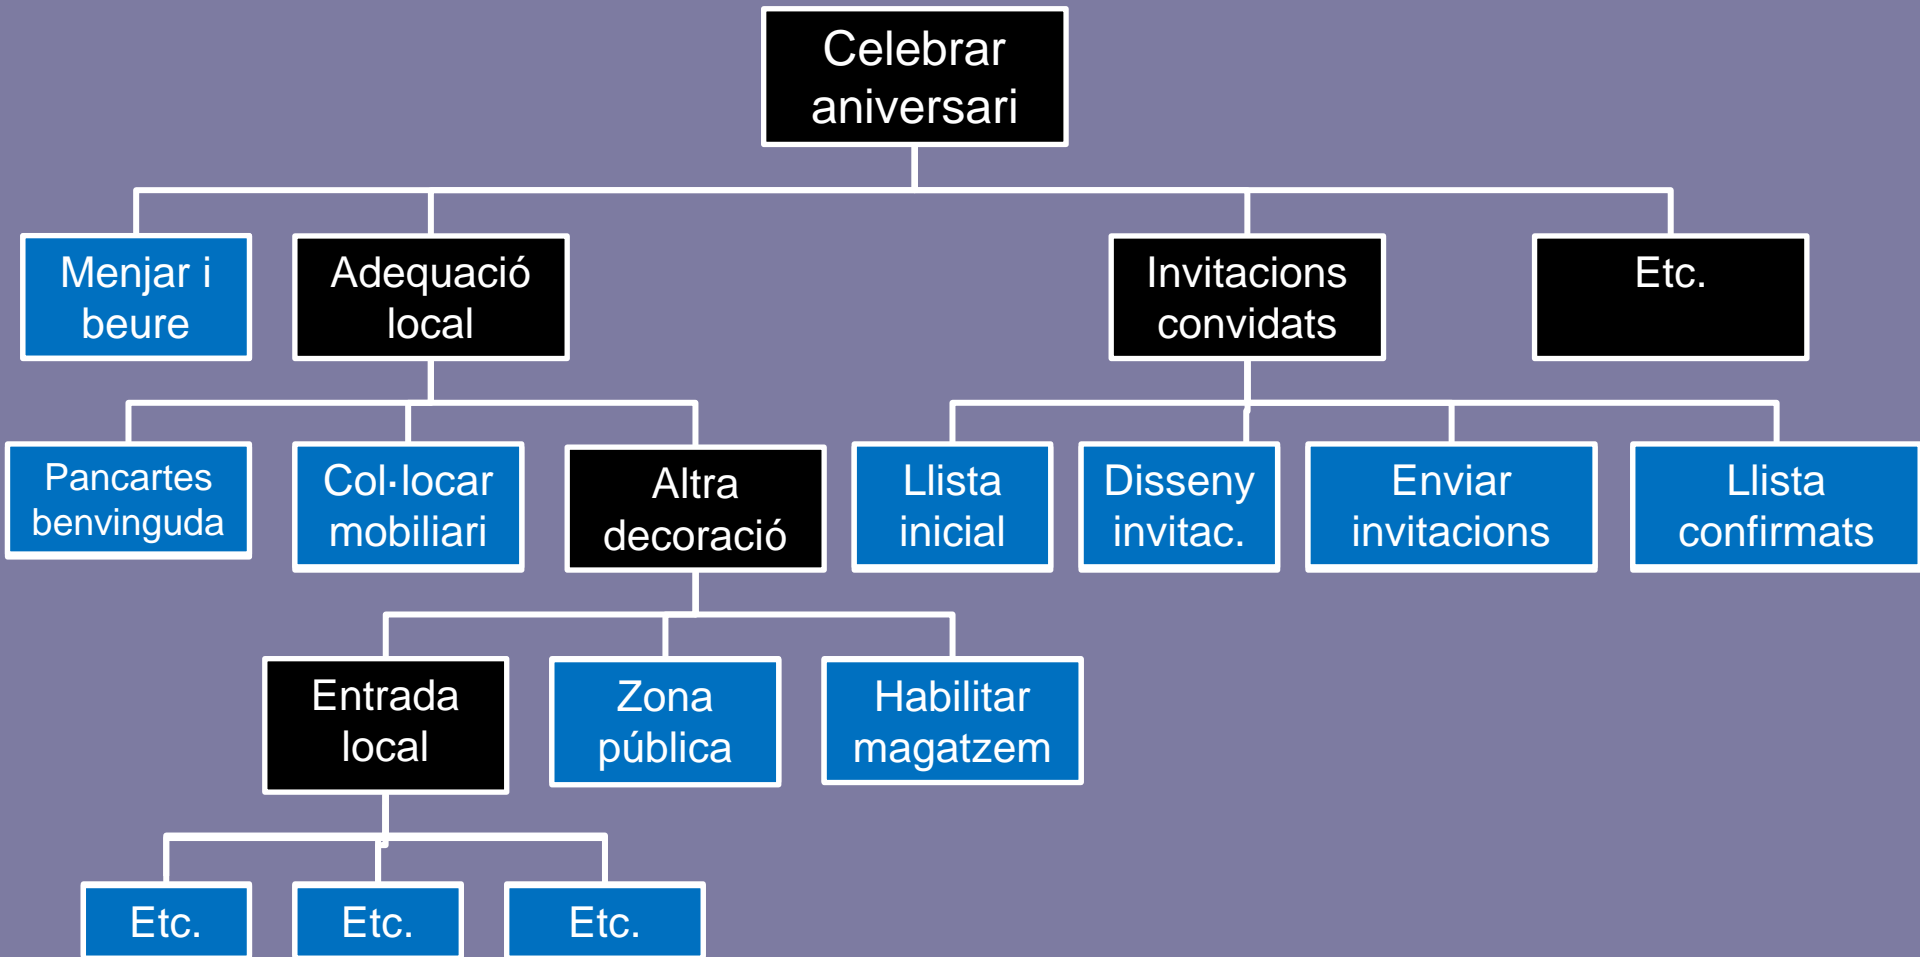 Celebrar
aniversari
Menjar i
beure
Adequació
local
Invitacions
convidats
Etc.
Pancartes
benvinguda
Col·locar
mobiliari
Altra
decoració
Llista
inicial
Disseny
invitac.
Enviar
invitacions
Llista
confirmats
Entrada
local
Zona
pública
Habilitar
magatzem
Etc.
Etc.
Etc.